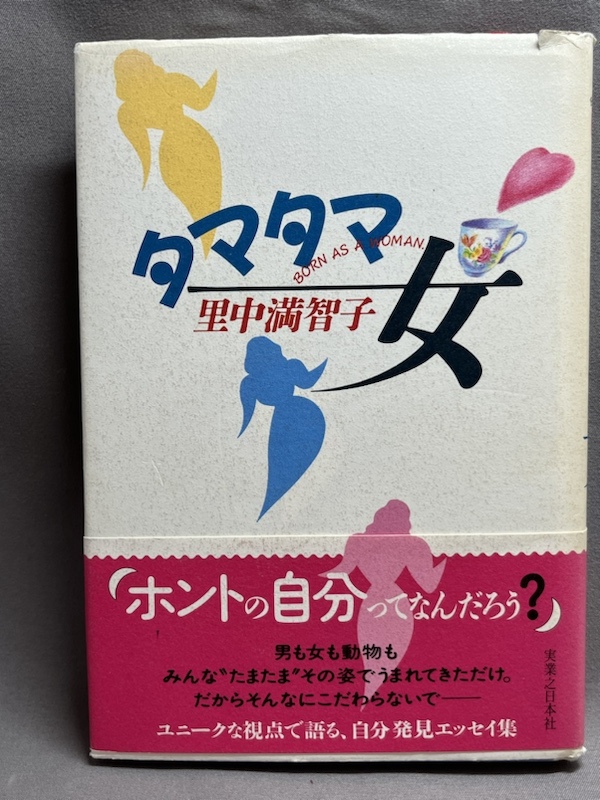 タマタマ女
BORN AS A WOMAN.
里中満智子
ホントの自分ってなんだろう?
男も女も動物も
みんな“たまたま”その姿でうまれてきただけ。
だからそんなにこだわらないで——
ユニークな視点で語る、自分発見エッセイ集
実業之日本社